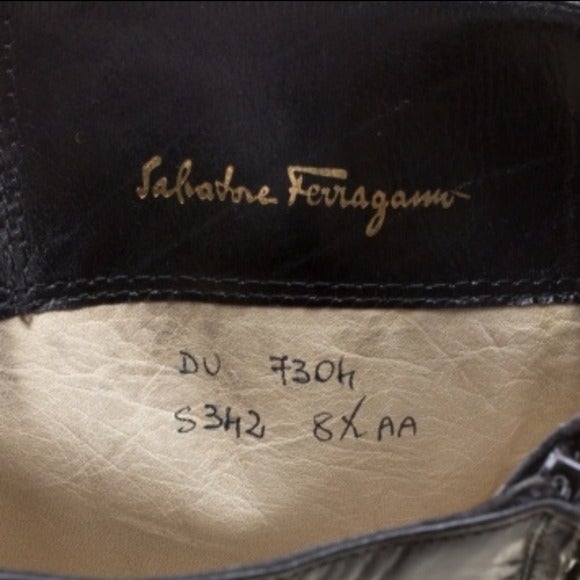 Salvatore Ferragamo
DU 7304
S342 8½ AA